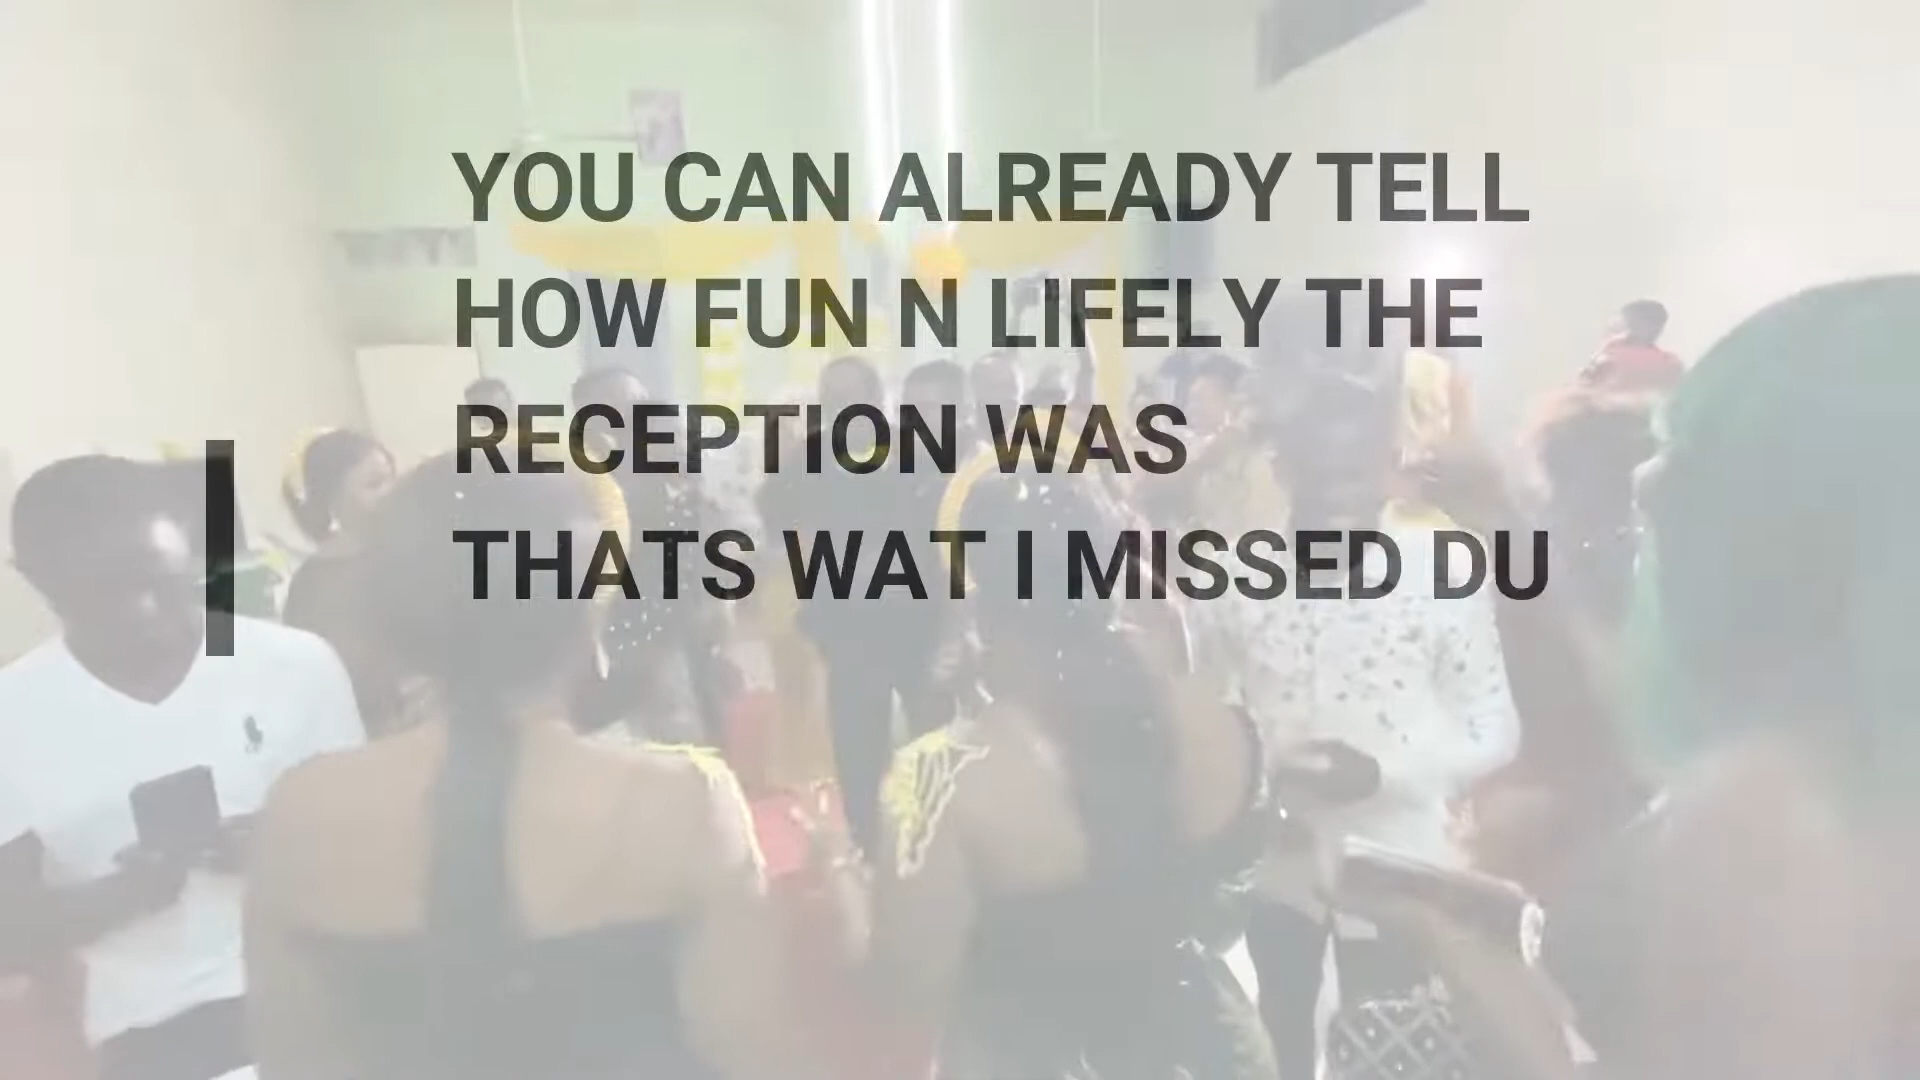 YOU CAN ALREADY TELL
HOW FUN N LIFELY THE
RECEPTION WAS
THATS WAT I MISSED DU